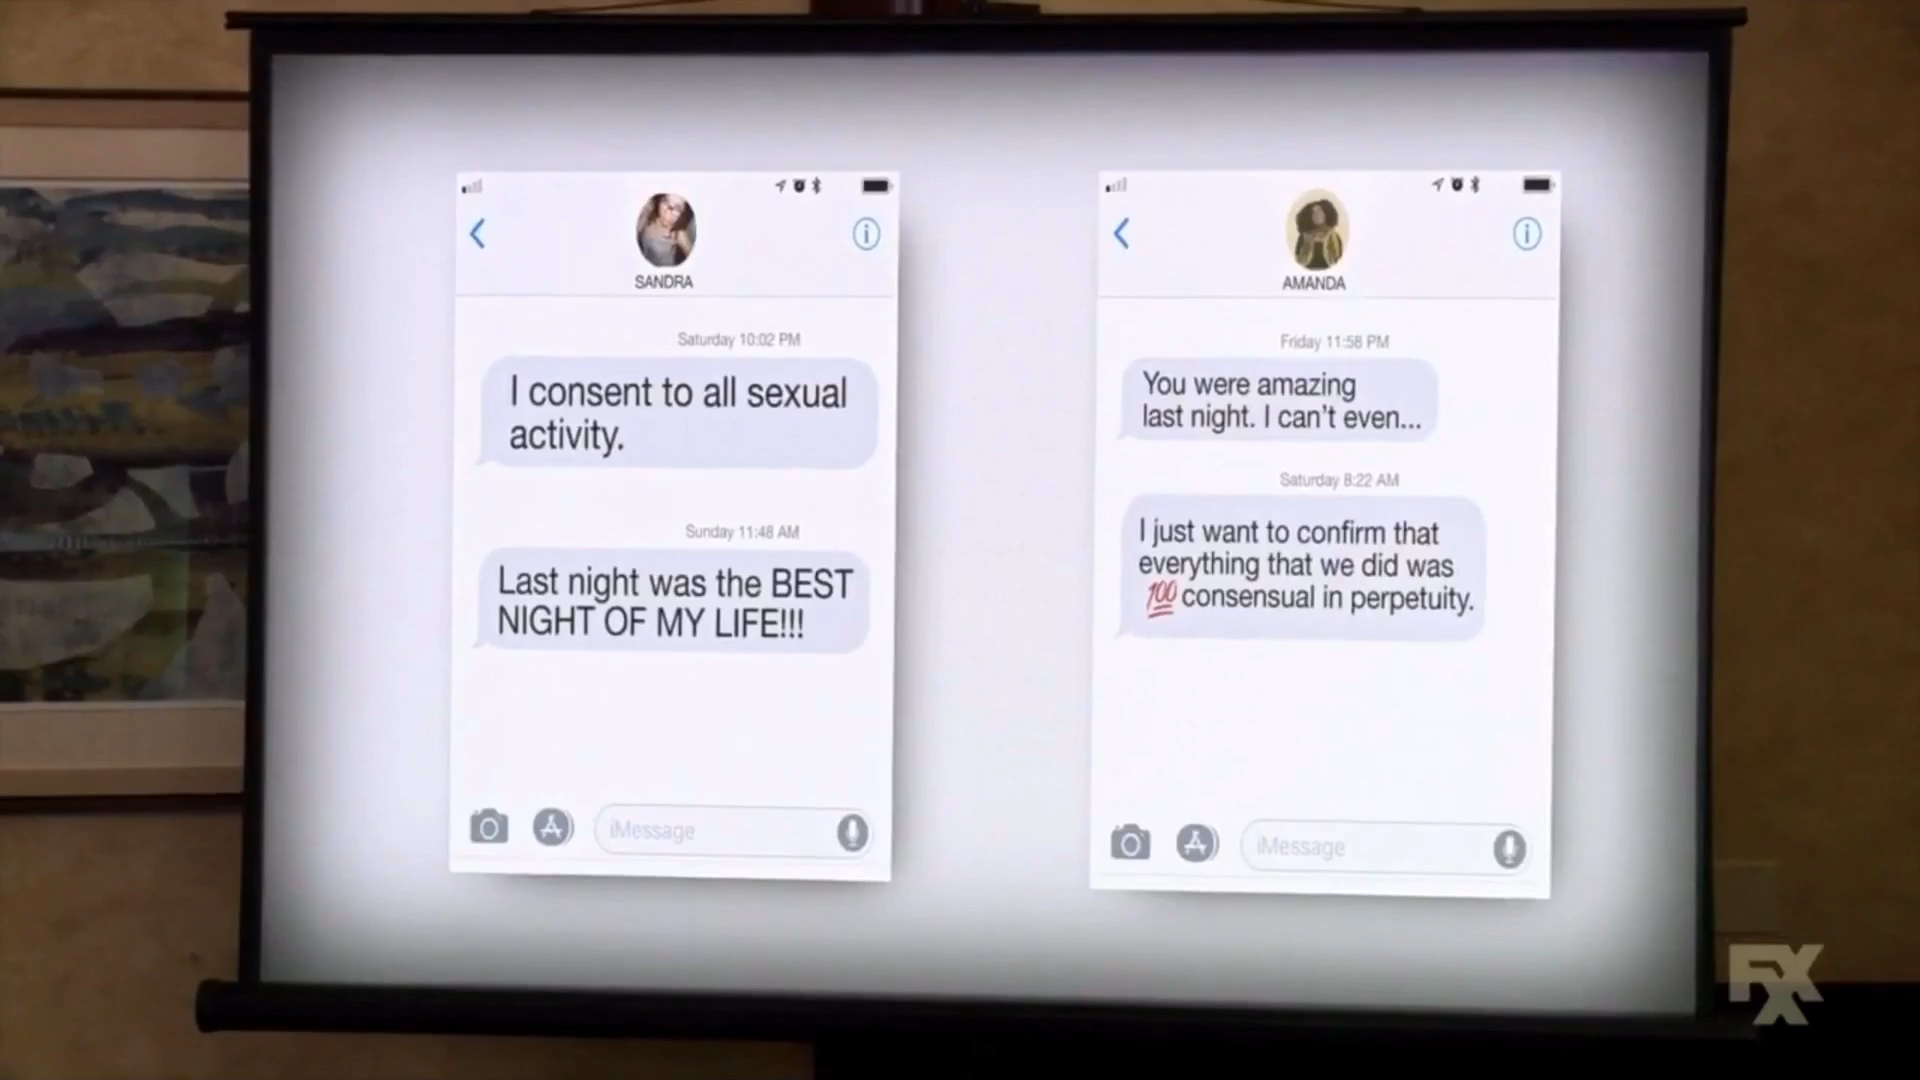 SANDRA
Saturday 10:02 PM
I consent to all sexual
activity.
Sunday 11:48 AM
Last night was the BEST
NIGHT OF MY LIFE!!!
iMessage
AMANDA
Friday 11:58 PM
You were amazing
last night. I can't even...
Saturday 8:22 AM
I just want to confirm that
everything that we did was
💯 consensual in perpetuity.
iMessage
FXX